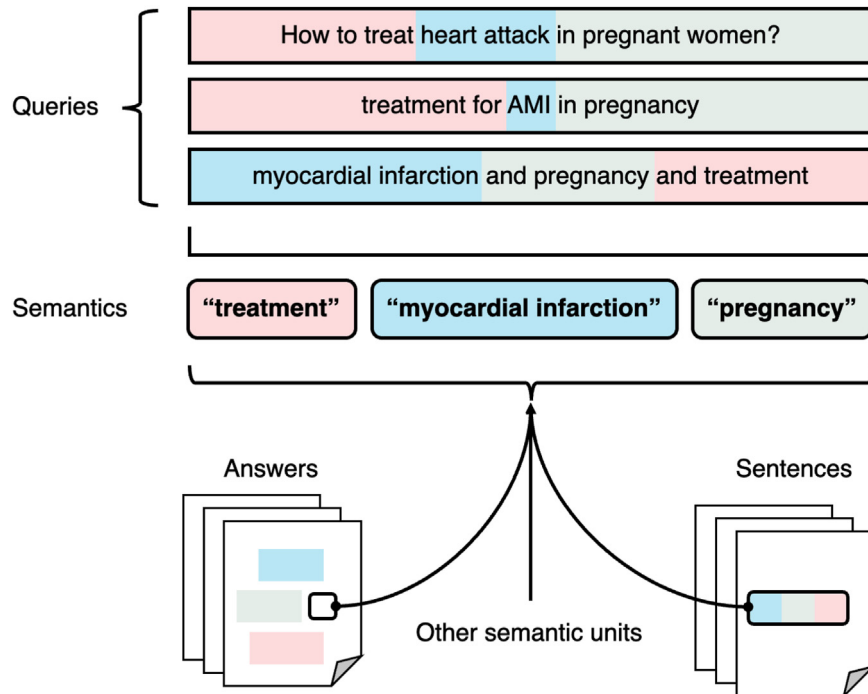 How to treat heart attack in pregnant women?
Queries
treatment for AMI in pregnancy
myocardial infarction and pregnancy and treatment
Semantics
“treatment”
“myocardial infarction”
“pregnancy”
Answers
Sentences
Other semantic units